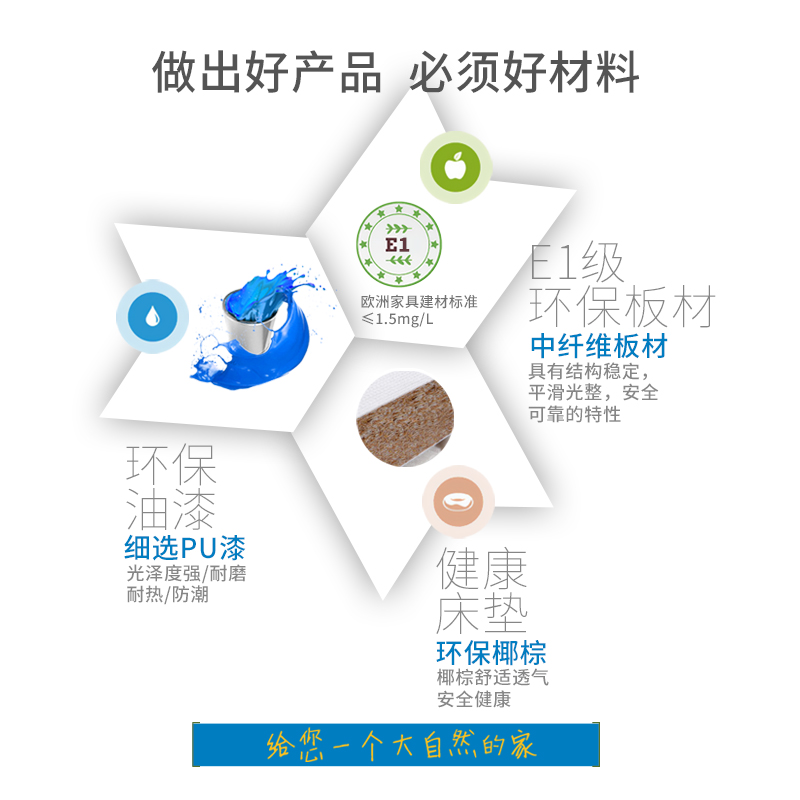 做出好产品 必须好材料
E1
欧洲家具建材标准
≤1.5mg/L
E1级
环保板材
中纤维板材
具有结构稳定，
平滑光整，安全
可靠的特性
环保
油漆
细选PU漆
光泽度强/耐磨
耐热/防潮
健康
床垫
环保椰棕
椰棕舒适透气
安全健康
给您一个大自然的家